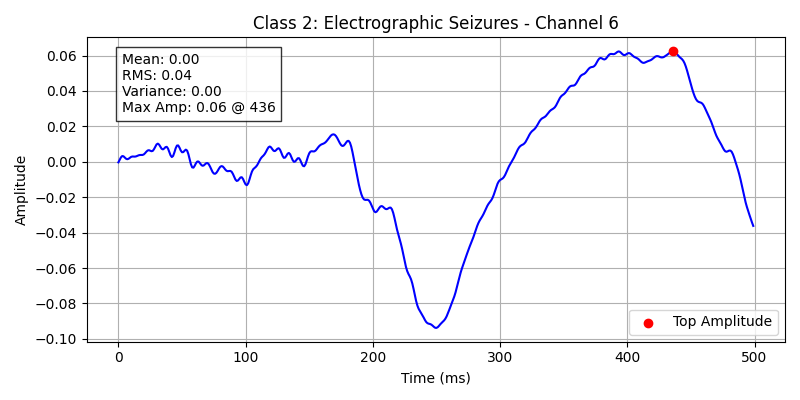 Class 2: Electrographic Seizures - Channel 6
Mean: 0.00
RMS: 0.04
Variance: 0.00
Max Amp: 0.06 @ 436
Amplitude
0.06
0.04
0.02
0.00
−0.02
−0.04
−0.06
−0.08
−0.10
Top Amplitude
0
100
200
300
400
500
Time (ms)